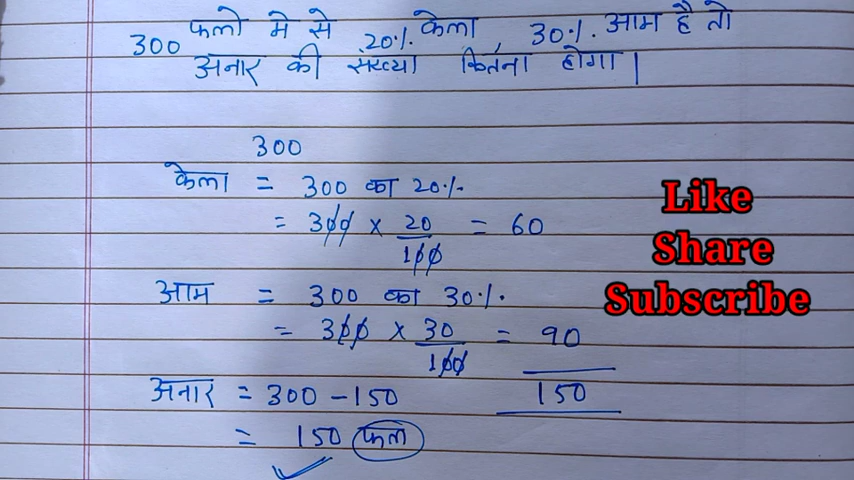 300 फलो मे से 20%. केला, 30%. आम है तो
अनार की संख्या कितना होगा।
300
केला = 300 का 20%.
= 300 × 20/100 = 60
आम = 300 का 30%.
= 300 × 30/100 = 90
150
अनार = 300 - 150
= 150 फल
Like
Share
Subscribe